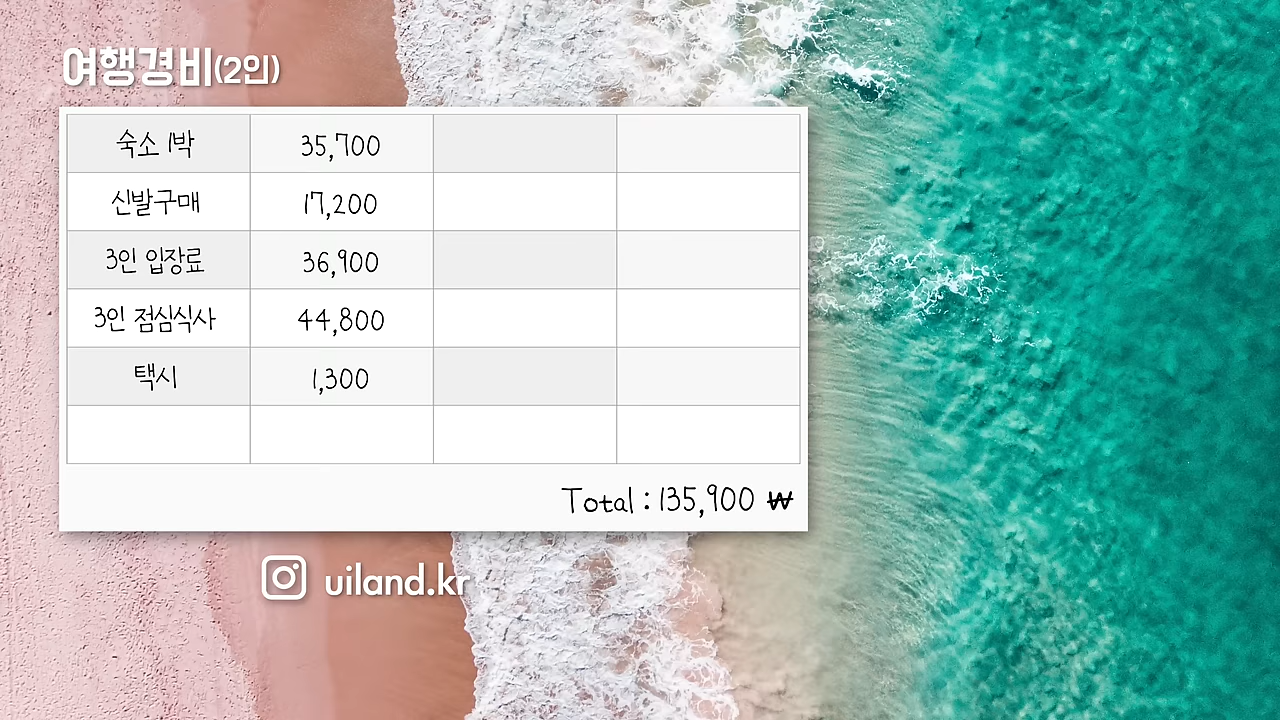 여행경비(2인)
숙소 1박 35,700
신발구매 17,200
3인 입장료 36,900
3인 점심식사 44,800
택시 1,300
Total : 135,900 ₩
uiland.kr